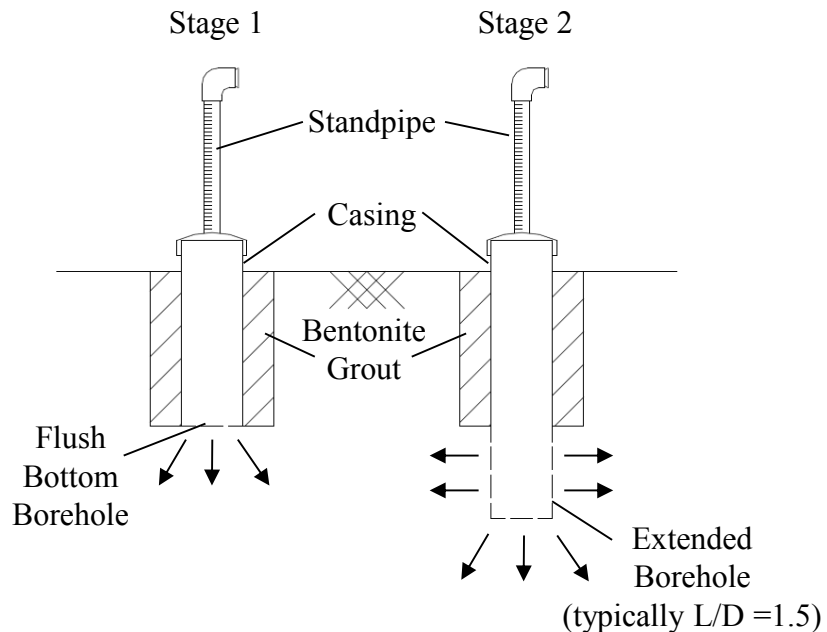 Stage 1
Stage 2
Standpipe
Casing
Bentonite
Grout
Flush
Bottom
Borehole
Extended
Borehole
(typically L/D =1.5)